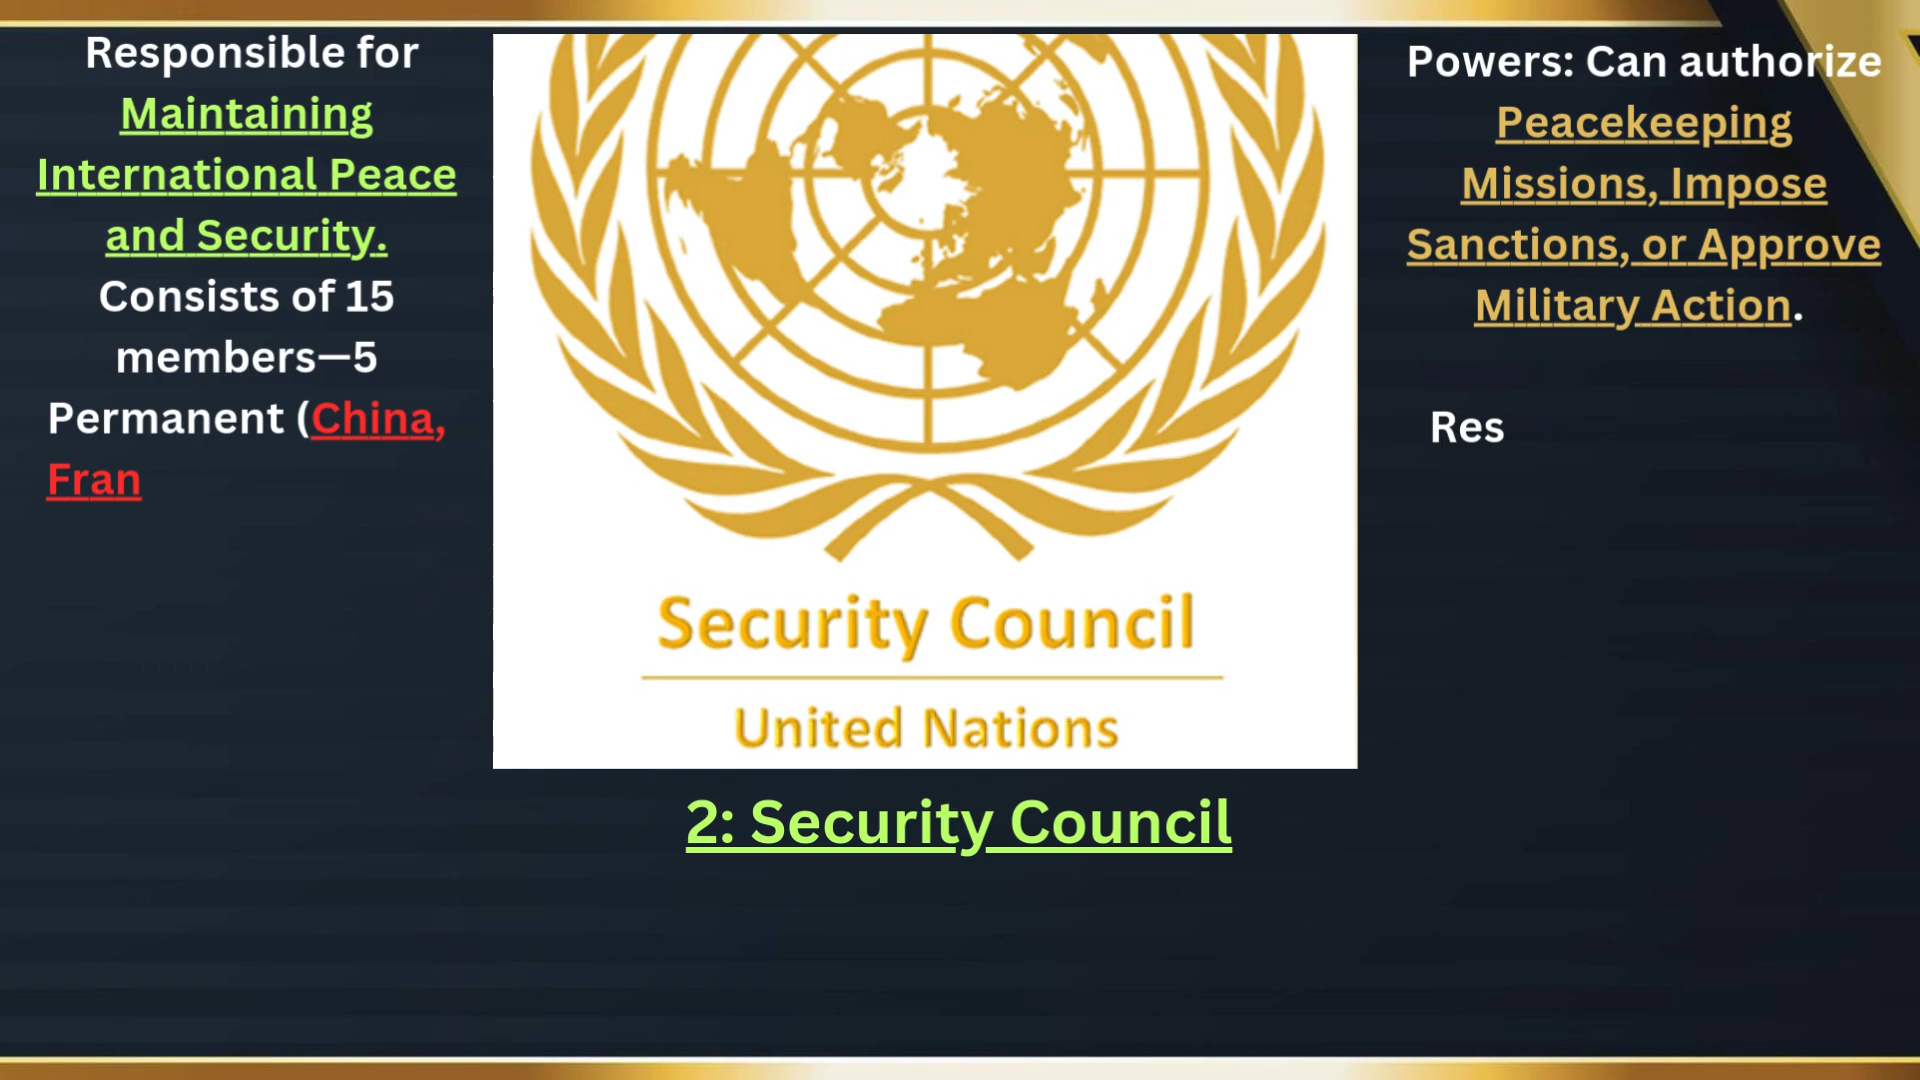 Responsible for
Maintaining
International Peace
and Security.
Consists of 15
members—5
Permanent (China,
Fran
Security Council
United Nations
2: Security Council
Powers: Can authorize
Peacekeeping
Missions, Impose
Sanctions, or Approve
Military Action.
Res